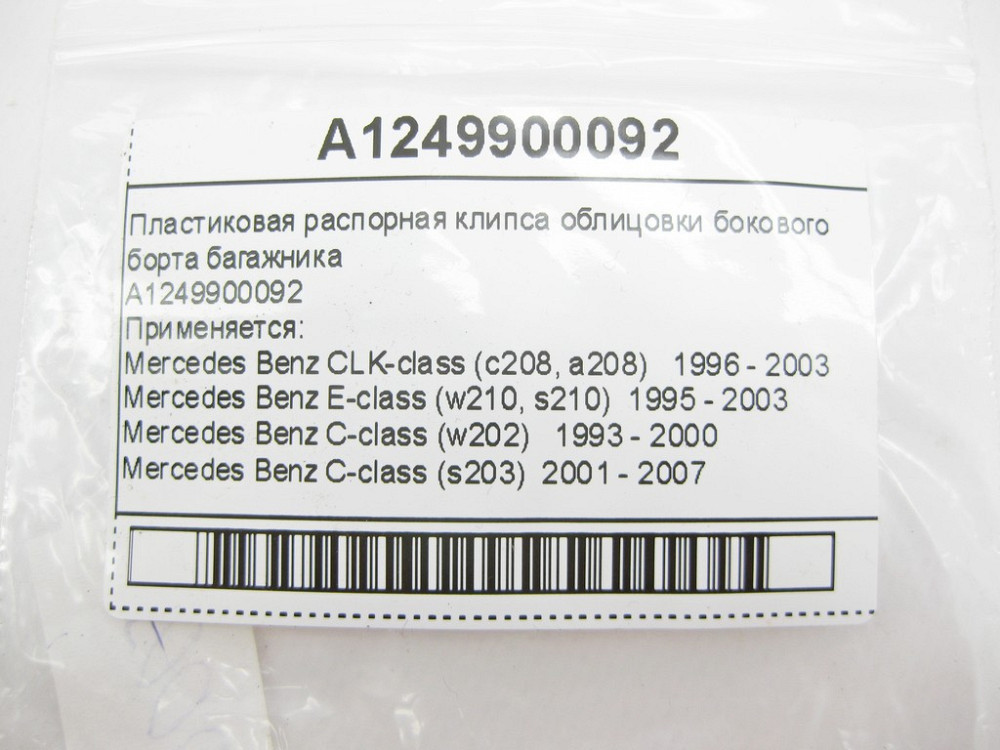 A1249900092
Пластиковая распорная клипса облицовки бокового
борта багажника
A1249900092
Применяется:
Mercedes Benz CLK-class (c208, a208) 1996 - 2003
Mercedes Benz E-class (w210, s210) 1995 - 2003
Mercedes Benz C-class (w202) 1993 - 2000
Mercedes Benz C-class (s203) 2001 - 2007